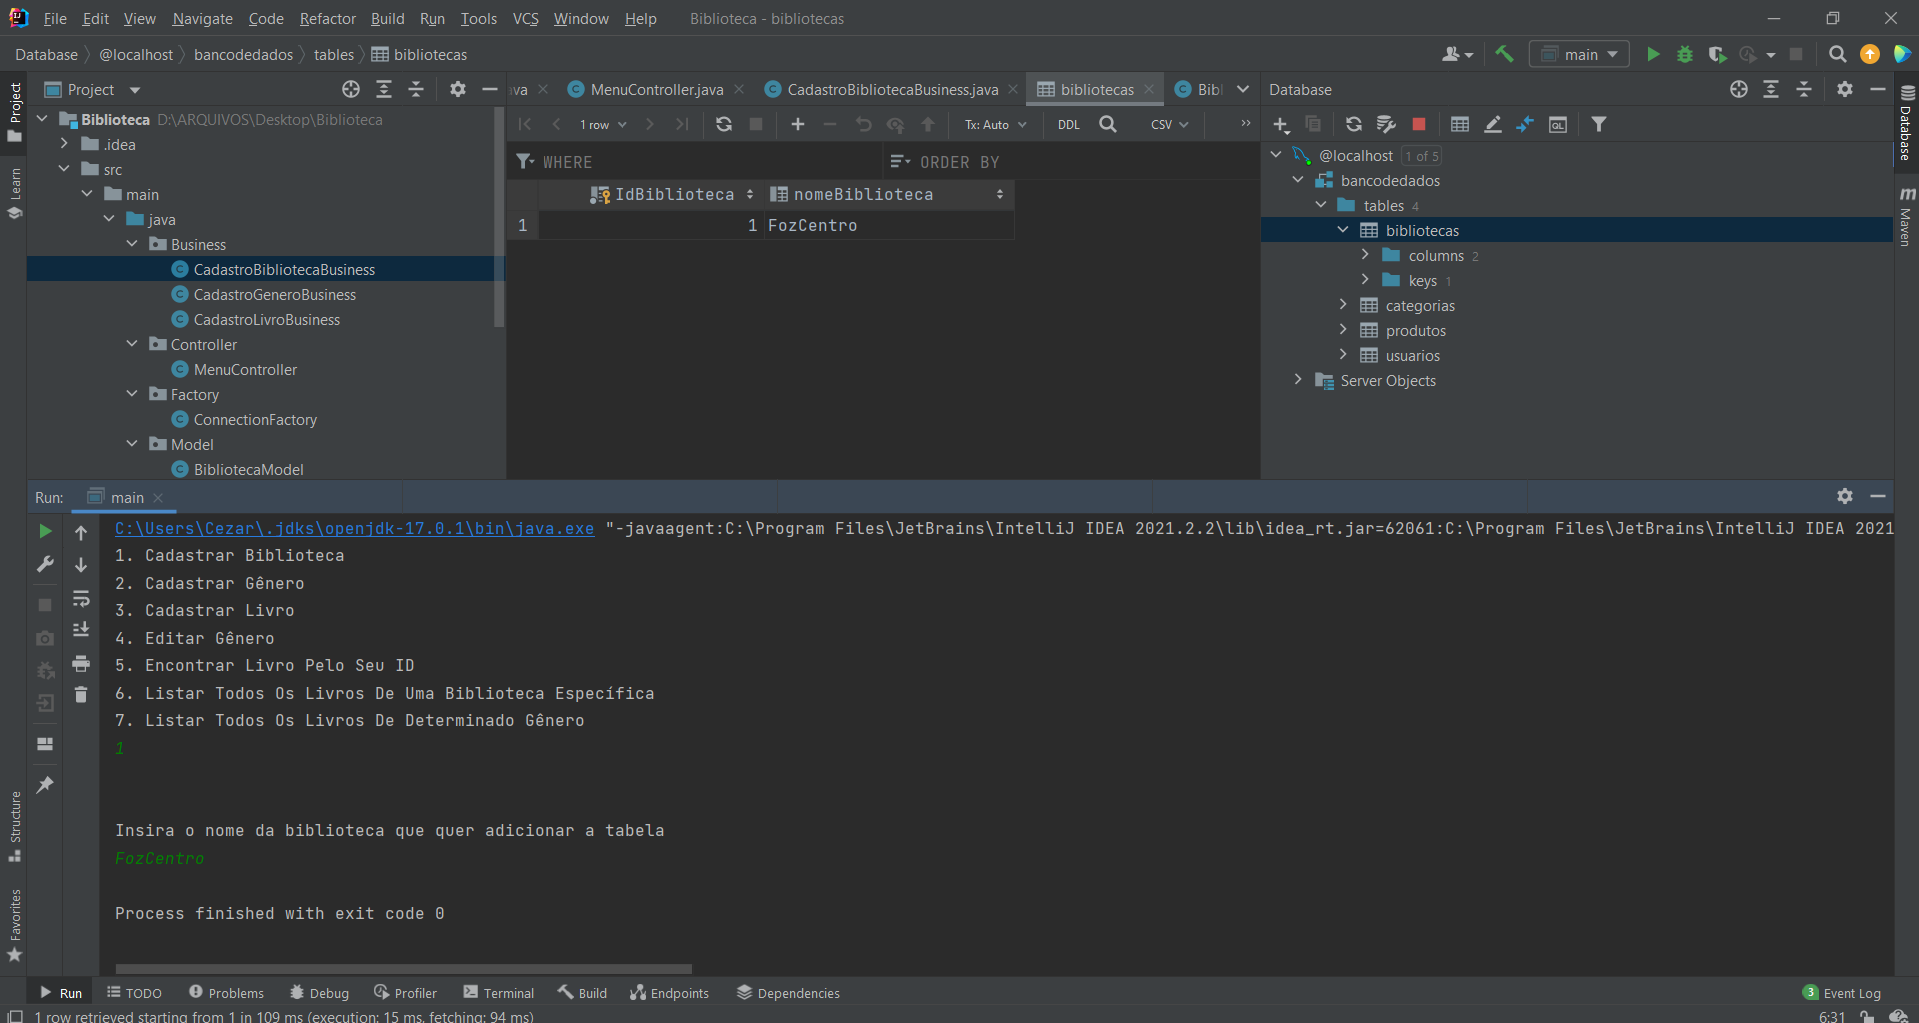 File Edit View Navigate Code Refactor Build Run Tools VCS Window Help Biblioteca - bibliotecas
Database @localhost bancodedados tables bibliotecas main
Project
MenuController.java CadastroBibliotecaBusiness.java bibliotecas Bibl
Database
Project
Learn
Structure
Favorites
Biblioteca D:\ARQUIVOS\Desktop\Biblioteca
.idea
src
main
java
Business
CadastroBibliotecaBusiness
CadastroGeneroBusiness
CadastroLivroBusiness
Controller
MenuController
Factory
ConnectionFactory
Model
BibliotecaModel
1 row Tx: Auto DDL CSV
WHERE ORDER BY
IdBiblioteca nomeBiblioteca
1 1 FozCentro
@localhost 1 of 5
bancodedados
tables 4
bibliotecas
columns 2
keys 1
categorias
produtos
usuarios
Server Objects
Database
Maven
Run: main
C:\Users\Cezar\.jdks\openjdk-17.0.1\bin\java.exe "-javaagent:C:\Program Files\JetBrains\IntelliJ IDEA 2021.2.2\lib\idea_rt.jar=62061:C:\Program Files\JetBrains\IntelliJ IDEA 2021
1. Cadastrar Biblioteca
2. Cadastrar Gênero
3. Cadastrar Livro
4. Editar Gênero
5. Encontrar Livro Pelo Seu ID
6. Listar Todos Os Livros De Uma Biblioteca Específica
7. Listar Todos Os Livros De Determinado Gênero
1
Insira o nome da biblioteca que quer adicionar a tabela
FozCentro
Process finished with exit code 0
Run TODO Problems Debug Profiler Terminal Build Endpoints Dependencies 3 Event Log
1 row retrieved starting from 1 in 109 ms (execution: 15 ms, fetching: 94 ms) 6:31